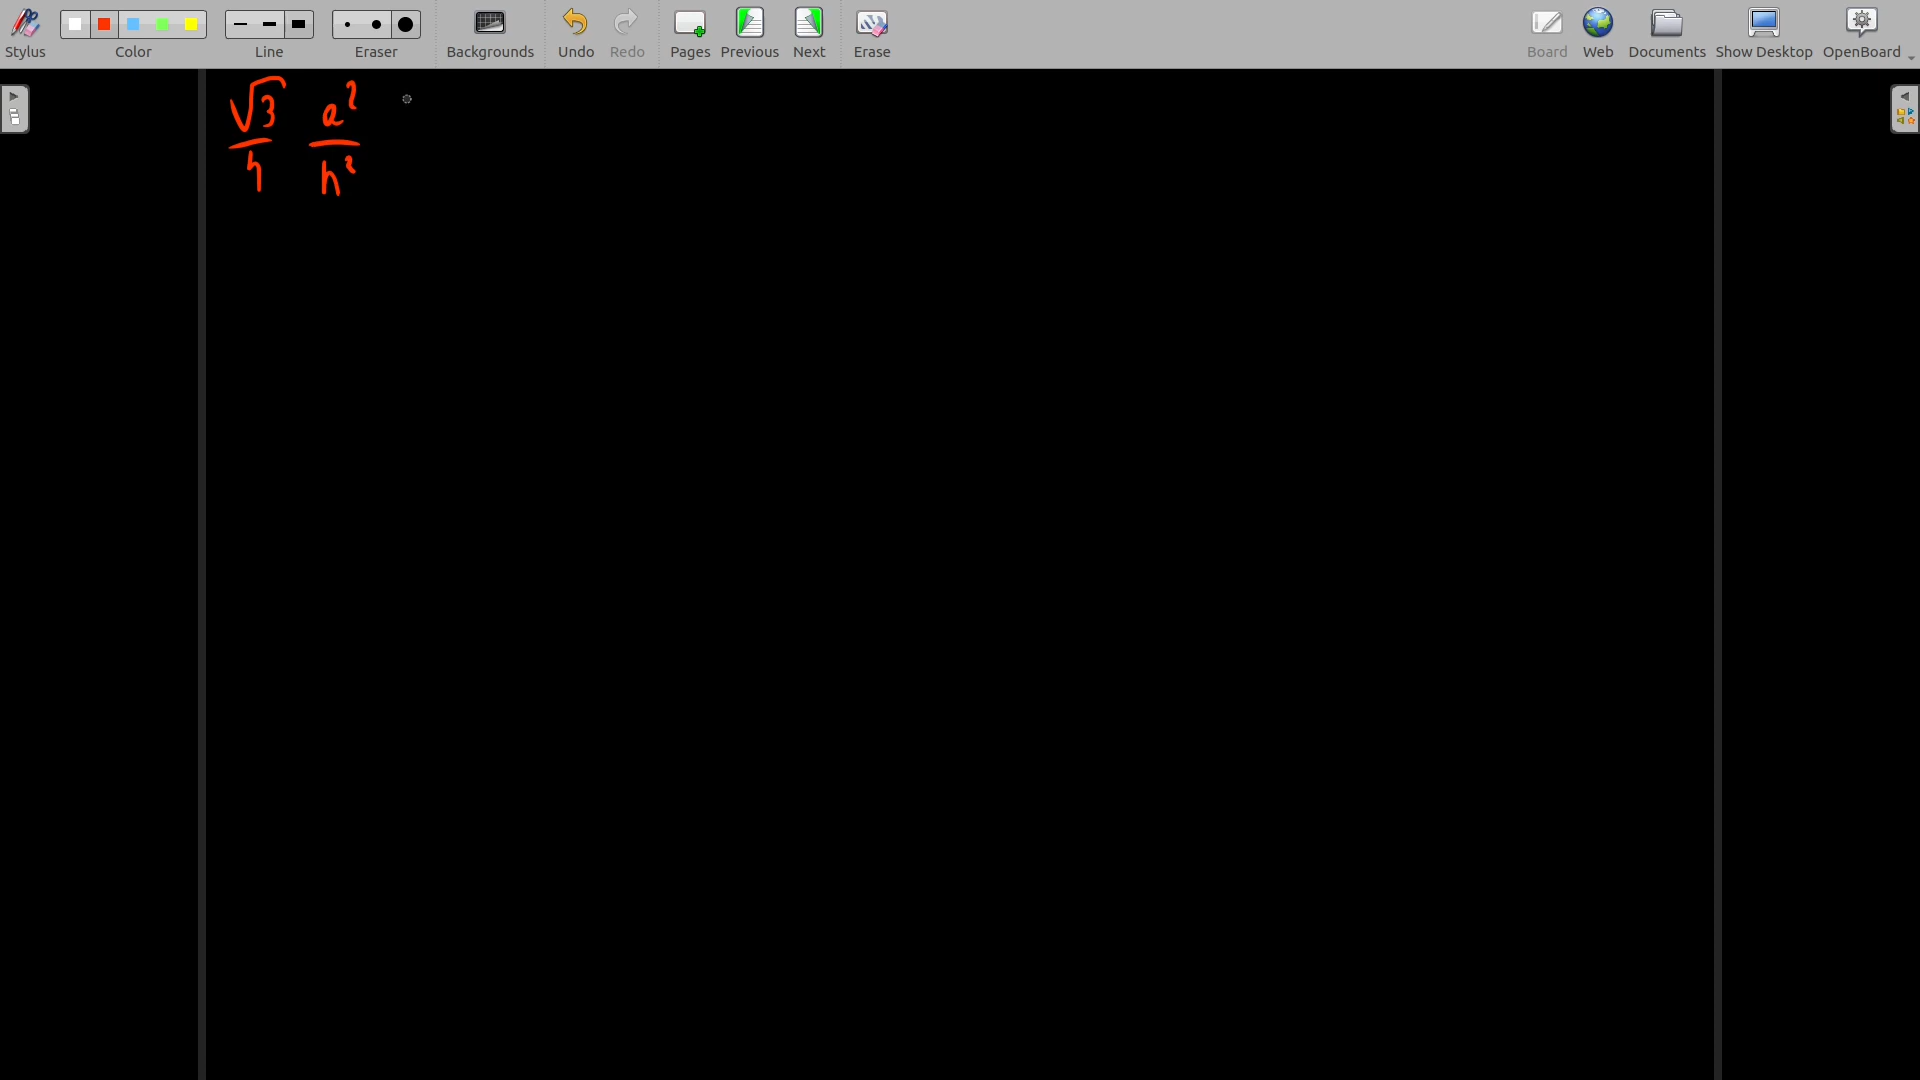 Stylus Color Line Eraser Backgrounds Undo Redo Pages Previous Next Erase Board Web Documents Show Desktop OpenBoard
√3 a²
h h²